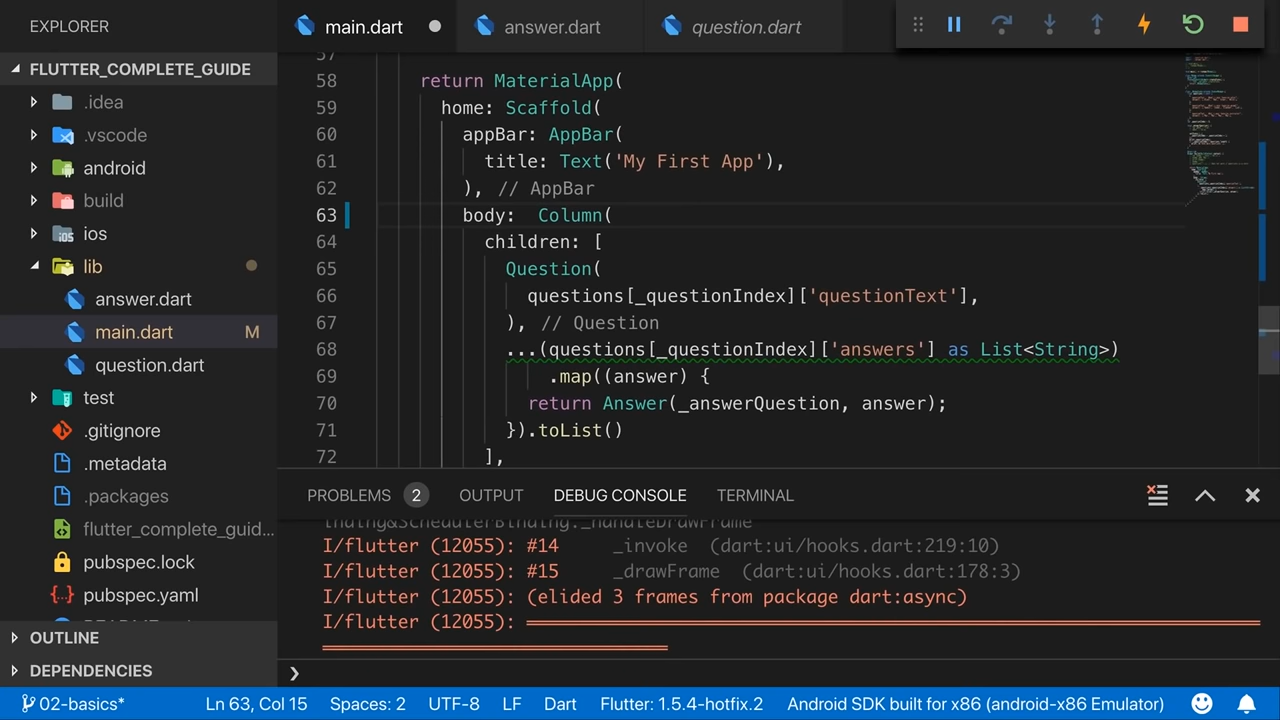 EXPLORER
main.dart
answer.dart
question.dart
FLUTTER_COMPLETE_GUIDE
.idea
.vscode
android
build
ios
lib
answer.dart
main.dart M
question.dart
test
.gitignore
.metadata
.packages
flutter_complete_guid...
pubspec.lock
pubspec.yaml
OUTLINE
DEPENDENCIES
57
58 return MaterialApp(
59 home: Scaffold(
60 appBar: AppBar(
61 title: Text('My First App'),
62 ), // AppBar
63 body:  Column(
64 children: [
65 Question(
66 questions[_questionIndex]['questionText'],
67 ), // Question
68 ...(questions[_questionIndex]['answers'] as List<String>)
69 .map((answer) {
70 return Answer(_answerQuestion, answer);
71 }).toList()
72 ],
PROBLEMS 2 OUTPUT DEBUG CONSOLE TERMINAL
I/flutter (12055): #14 _invoke (dart:ui/hooks.dart:219:10)
I/flutter (12055): #15 _drawFrame (dart:ui/hooks.dart:178:3)
I/flutter (12055): (elided 3 frames from package dart:async)
I/flutter (12055):
02-basics* Ln 63, Col 15 Spaces: 2 UTF-8 LF Dart Flutter: 1.5.4-hotfix.2 Android SDK built for x86 (android-x86 Emulator)